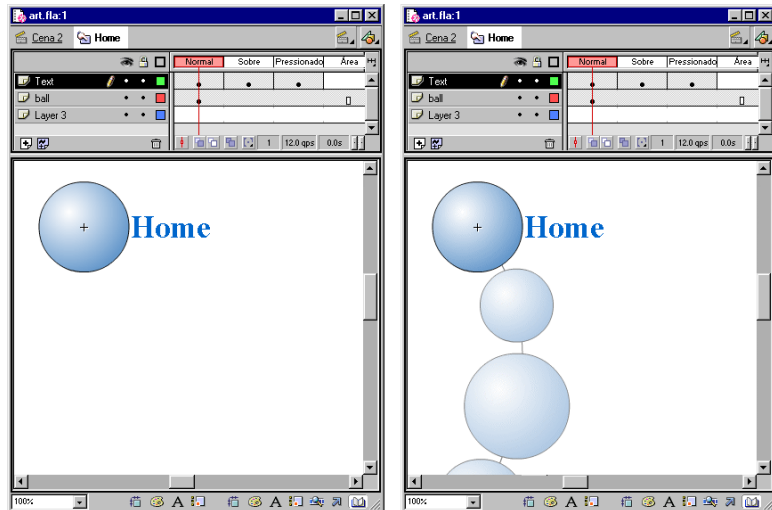 art.fla:1
Cena 2 Home
Normal Sobre Pressionado Área
Text
ball
Layer 3
1 12.0 qps 0.0s
Home
100%
art.fla:1
Cena 2 Home
Normal Sobre Pressionado Área
Text
ball
Layer 3
1 12.0 qps 0.0s
Home
100%